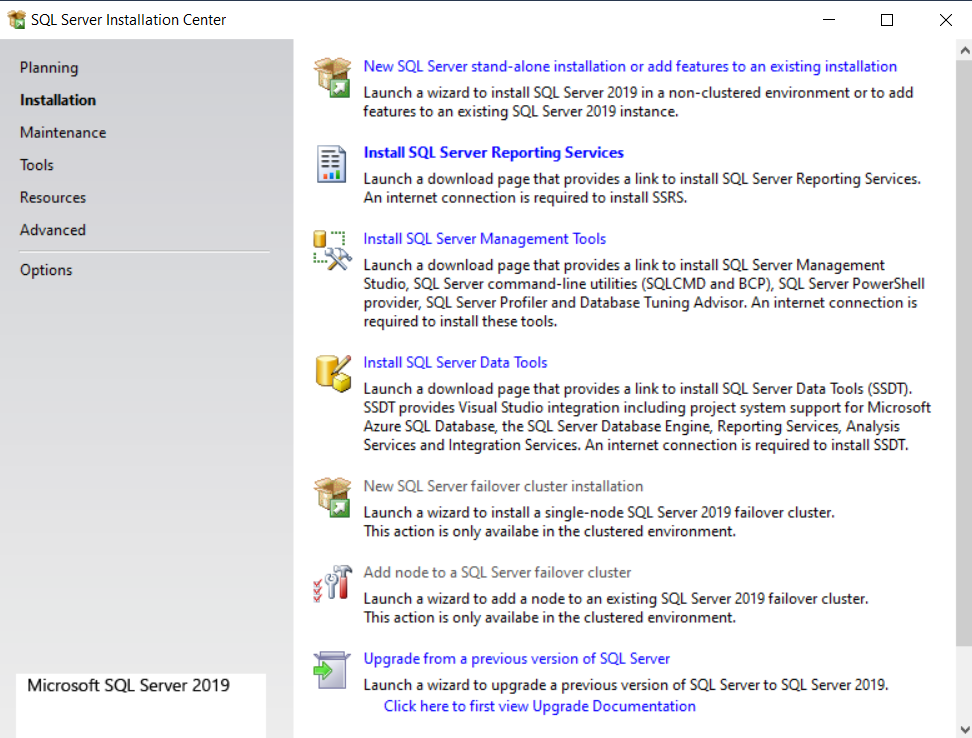 SQL Server Installation Center
Planning
Installation
Maintenance
Tools
Resources
Advanced
Options
Microsoft SQL Server 2019
New SQL Server stand-alone installation or add features to an existing installation
Launch a wizard to install SQL Server 2019 in a non-clustered environment or to add
features to an existing SQL Server 2019 instance.
Install SQL Server Reporting Services
Launch a download page that provides a link to install SQL Server Reporting Services.
An internet connection is required to install SSRS.
Install SQL Server Management Tools
Launch a download page that provides a link to install SQL Server Management
Studio, SQL Server command-line utilities (SQLCMD and BCP), SQL Server PowerShell
provider, SQL Server Profiler and Database Tuning Advisor. An internet connection is
required to install these tools.
Install SQL Server Data Tools
Launch a download page that provides a link to install SQL Server Data Tools (SSDT).
SSDT provides Visual Studio integration including project system support for Microsoft
Azure SQL Database, the SQL Server Database Engine, Reporting Services, Analysis
Services and Integration Services. An internet connection is required to install SSDT.
New SQL Server failover cluster installation
Launch a wizard to install a single-node SQL Server 2019 failover cluster.
This action is only availabe in the clustered environment.
Add node to a SQL Server failover cluster
Launch a wizard to add a node to an existing SQL Server 2019 failover cluster.
This action is only availabe in the clustered environment.
Upgrade from a previous version of SQL Server
Launch a wizard to upgrade a previous version of SQL Server to SQL Server 2019.
Click here to first view Upgrade Documentation